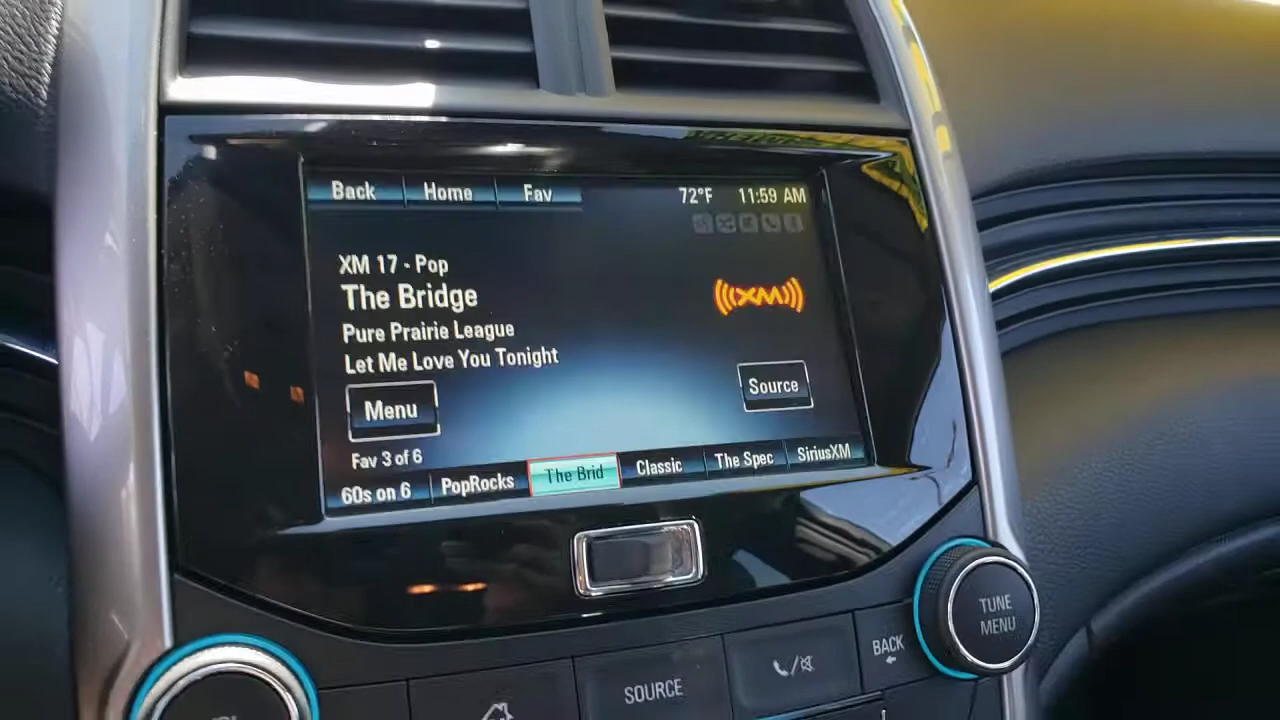 Back Home Fav 72°F 11:59 AM
XM 17 - Pop
The Bridge
XM
Pure Prairie League
Let Me Love You Tonight
Menu
Source
Fav 3 of 6
60s on 6 PopRocks The Brid Classic The Spec SiriusXM
TUNE
MENU
BACK
SOURCE